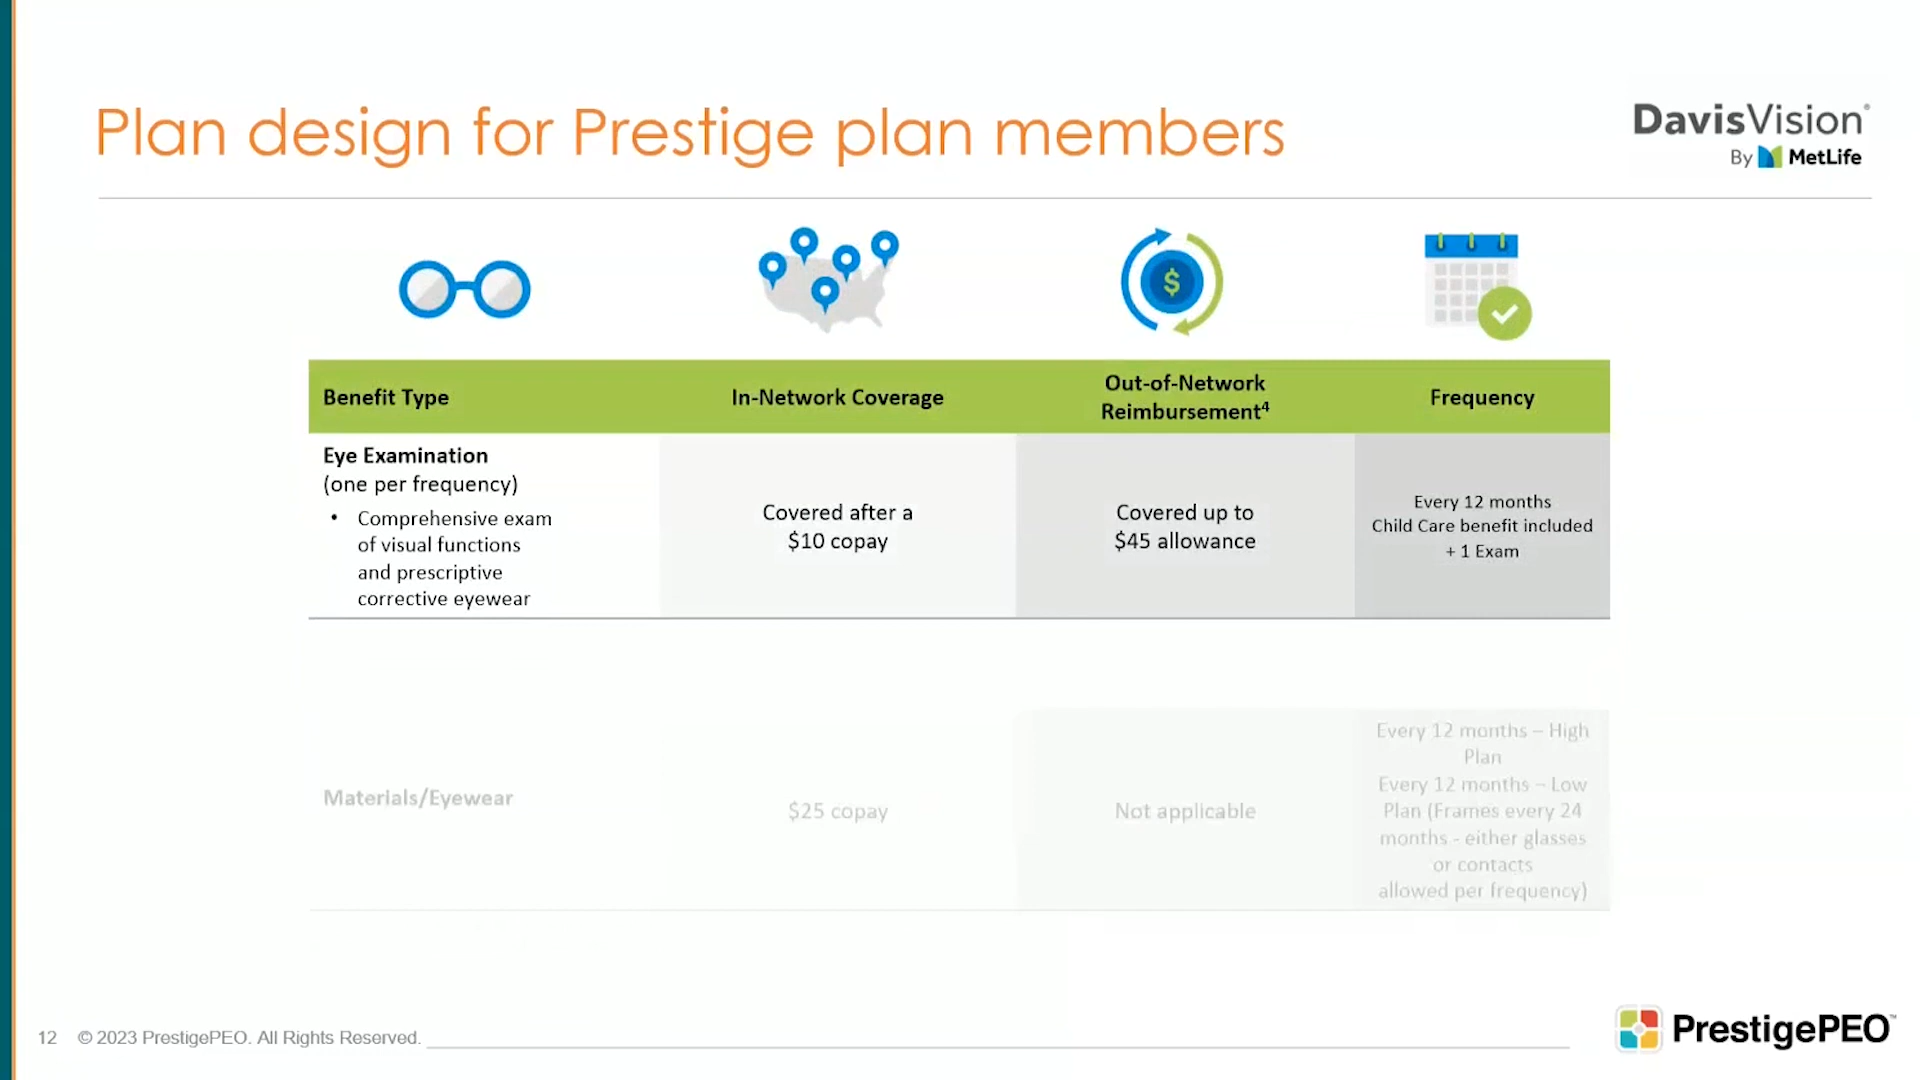 Plan design for Prestige plan members
DavisVision®
By MetLife
Benefit Type
In-Network Coverage
Out-of-Network
Reimbursement⁴
Frequency
Eye Examination
(one per frequency)
• Comprehensive exam
of visual functions
and prescriptive
corrective eyewear
Covered after a
$10 copay
Covered up to
$45 allowance
Every 12 months
Child Care benefit included
+ 1 Exam
Materials/Eyewear
$25 copay
Not applicable
Every 12 months – High
Plan
Every 12 months – Low
Plan (Frames every 24
months - either glasses
or contacts
allowed per frequency)
12 © 2023 PrestigePEO. All Rights Reserved.
PrestigePEO™